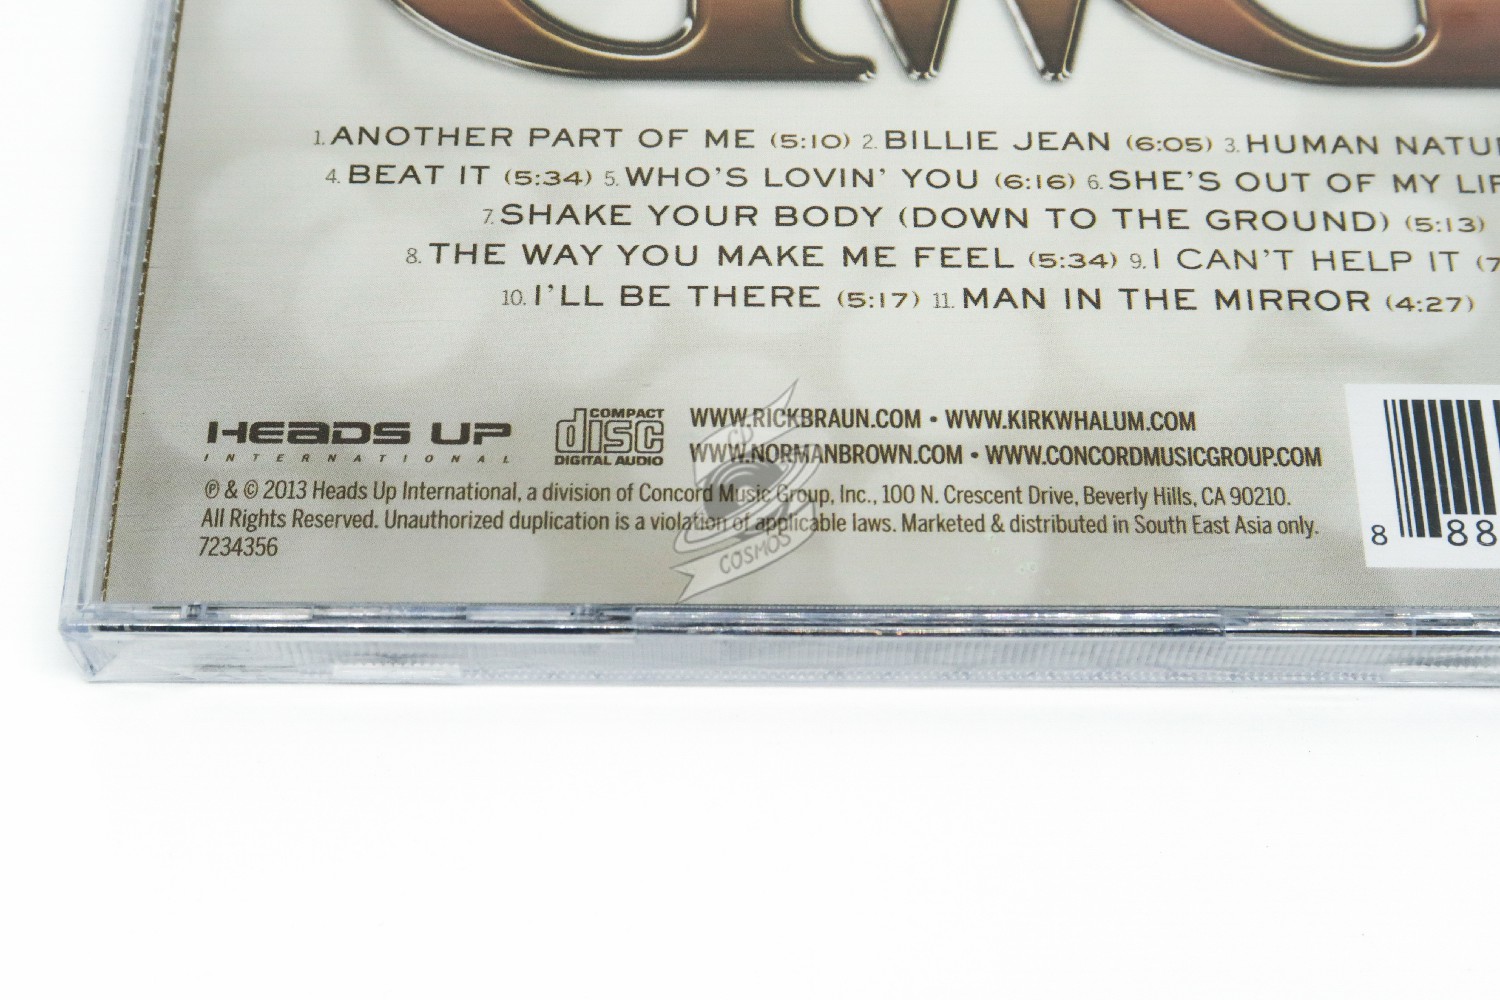 1. ANOTHER PART OF ME (5:10) 2. BILLIE JEAN (6:05) 3. HUMAN
4. BEAT IT (5:34) 5. WHO'S LOVIN' YOU (6:16) 6. SHE'S OUT OF MY
7. SHAKE YOUR BODY (DOWN TO THE GROUND) (5:13)
8. THE WAY YOU MAKE ME FEEL (5:34) 9. I CAN'T HELP IT
10. I'LL BE THERE (5:17) 11. MAN IN THE MIRROR (4:27)
HEADS UP
INTERNATIONAL
COMPACT
disc
DIGITAL AUDIO
WWW.RICKBRAUN.COM • WWW.KIRKWHALUM.COM
WWW.NORMANBROWN.COM • WWW.CONCORDMUSICGROUP.COM
℗ & © 2013 Heads Up International, a division of Concord Music Group, Inc., 100 N. Crescent Drive, Beverly Hills, CA 90210.
All Rights Reserved. Unauthorized duplication is a violation of applicable laws. Marketed & distributed in South East Asia only.
7234356
8 88
CD
COSMOS